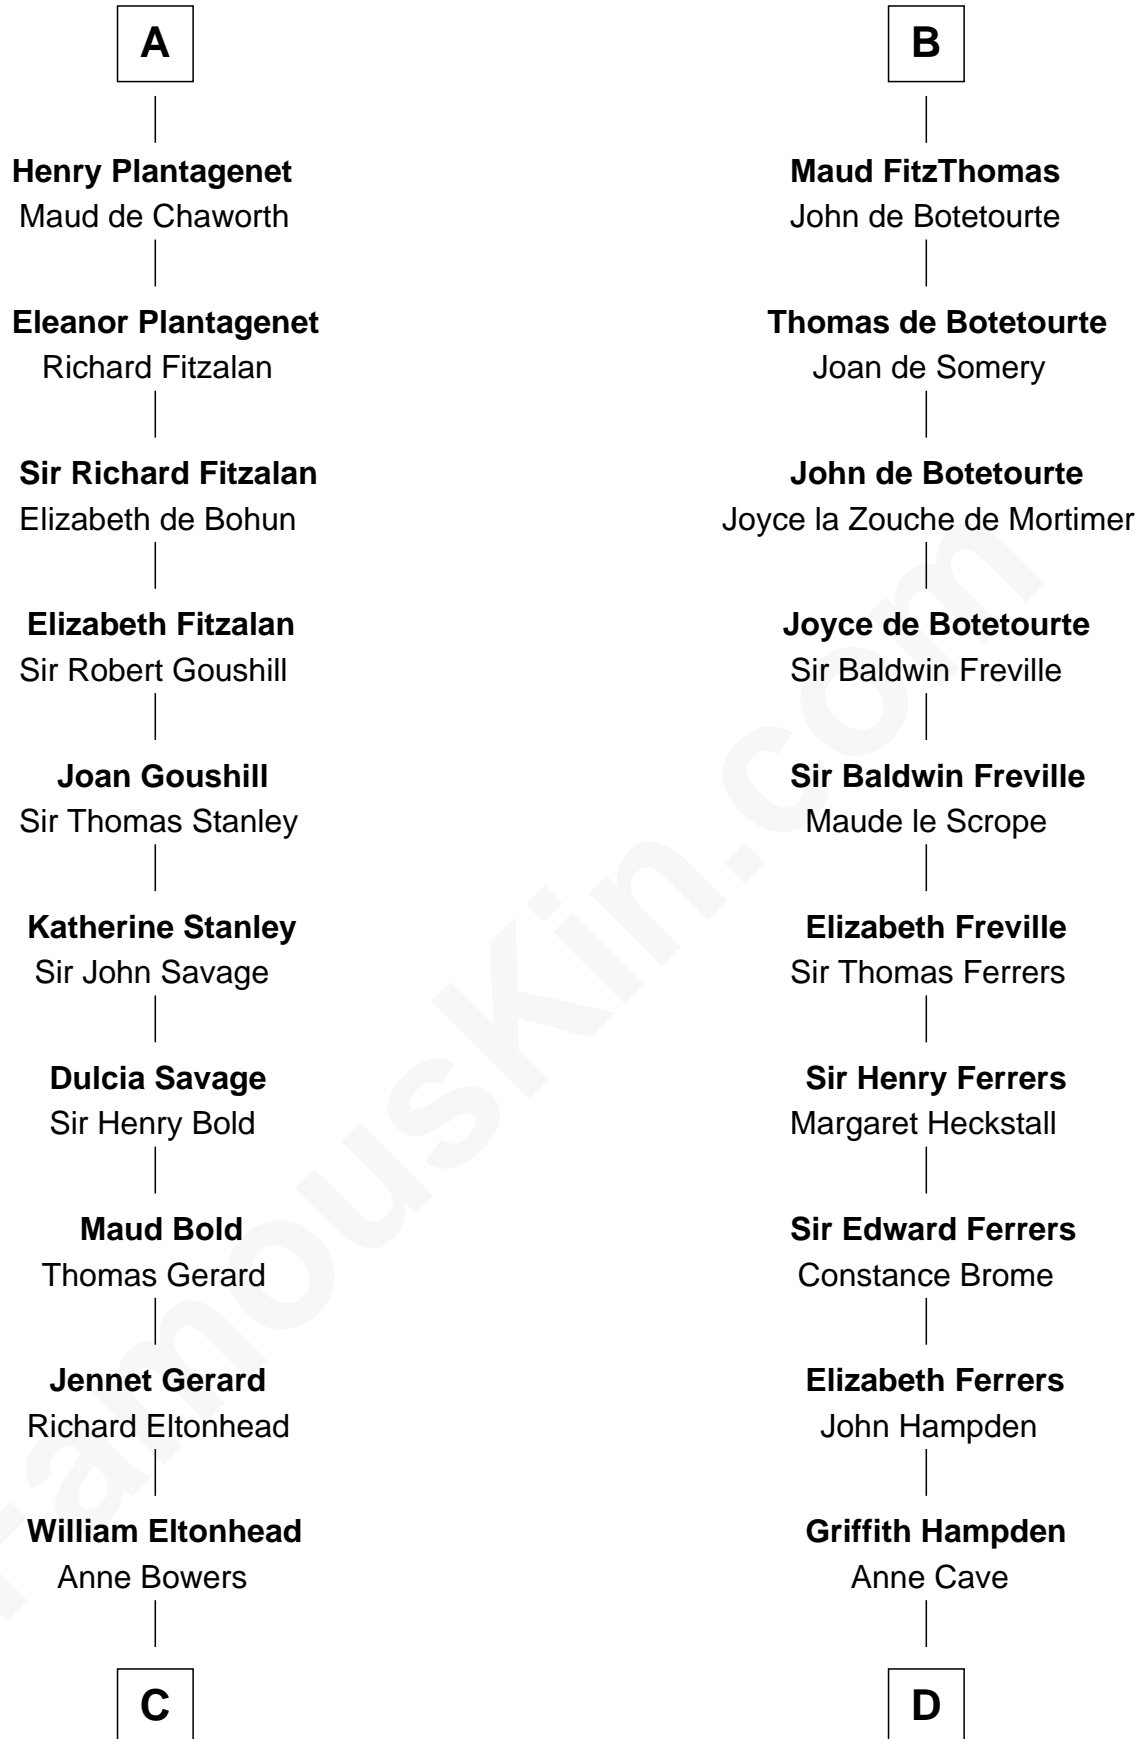 A
Henry Plantagenet
Maud de Chaworth
Eleanor Plantagenet
Richard Fitzalan
Sir Richard Fitzalan
Elizabeth de Bohun
Elizabeth Fitzalan
Sir Robert Goushill
Joan Goushill
Sir Thomas Stanley
Katherine Stanley
Sir John Savage
Dulcia Savage
Sir Henry Bold
Maud Bold
Thomas Gerard
Jennet Gerard
Richard Eltonhead
William Eltonhead
Anne Bowers
C
B
Maud FitzThomas
John de Botetourte
Thomas de Botetourte
Joan de Somery
John de Botetourte
Joyce la Zouche de Mortimer
Joyce de Botetourte
Sir Baldwin Freville
Sir Baldwin Freville
Maude le Scrope
Elizabeth Freville
Sir Thomas Ferrers
Sir Henry Ferrers
Margaret Heckstall
Sir Edward Ferrers
Constance Brome
Elizabeth Ferrers
John Hampden
Griffith Hampden
Anne Cave
D
FamousKin.com